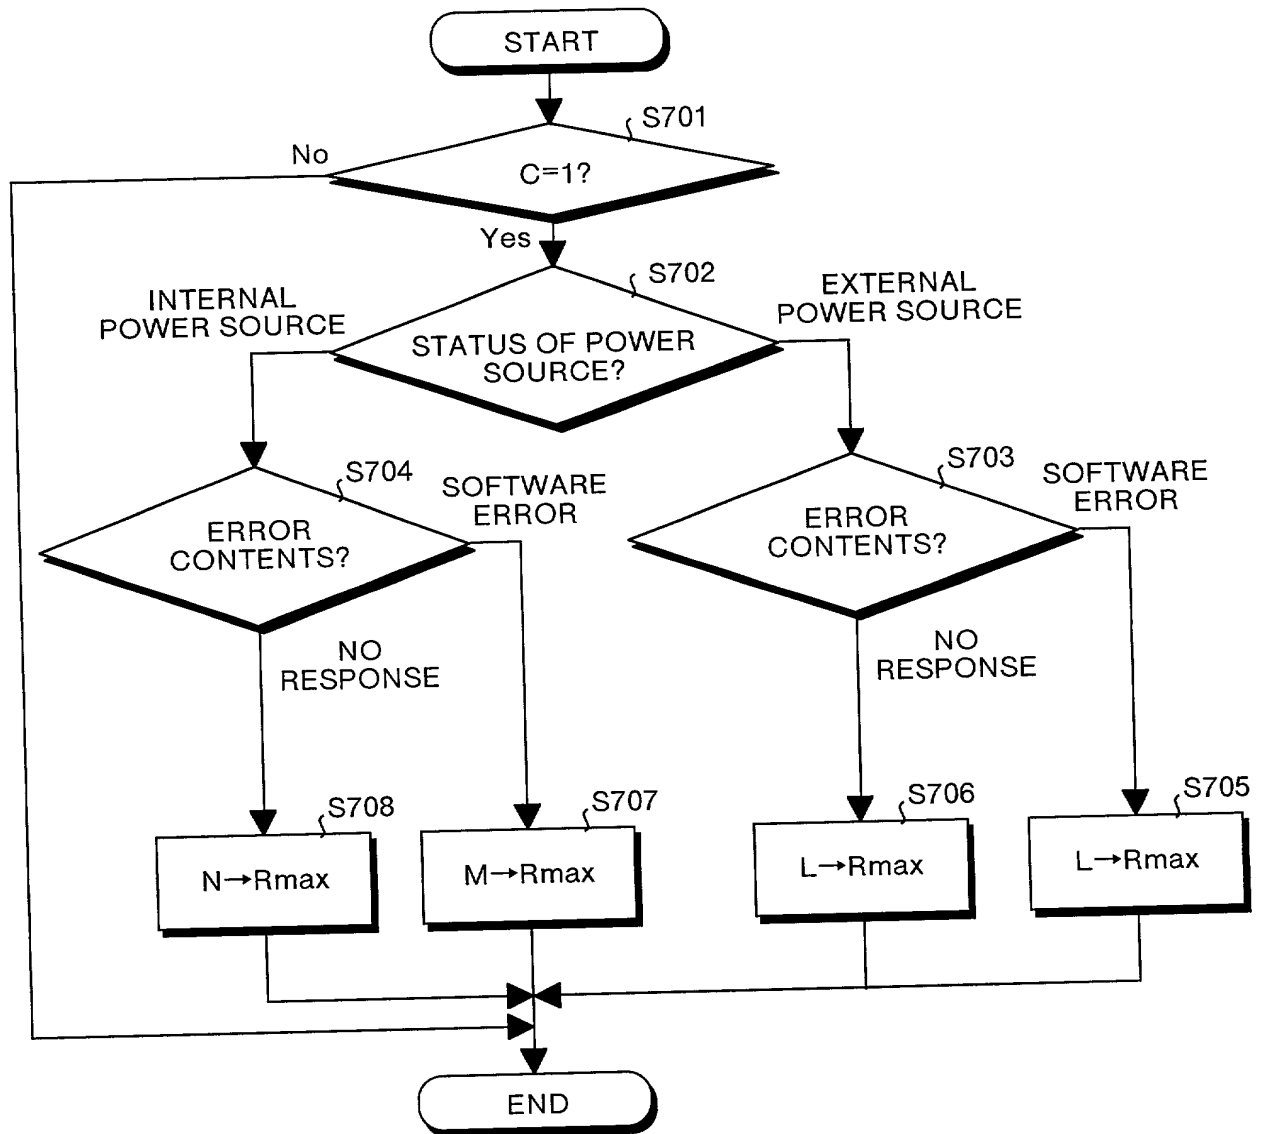 START
S701
No
C=1?
Yes
S702
INTERNAL
POWER SOURCE
EXTERNAL
POWER SOURCE
STATUS OF POWER
SOURCE?
S704
SOFTWARE
ERROR
S703
SOFTWARE
ERROR
ERROR
CONTENTS?
ERROR
CONTENTS?
NO
RESPONSE
NO
RESPONSE
S708
S707
S706
S705
N→Rmax
M→Rmax
L→Rmax
L→Rmax
END